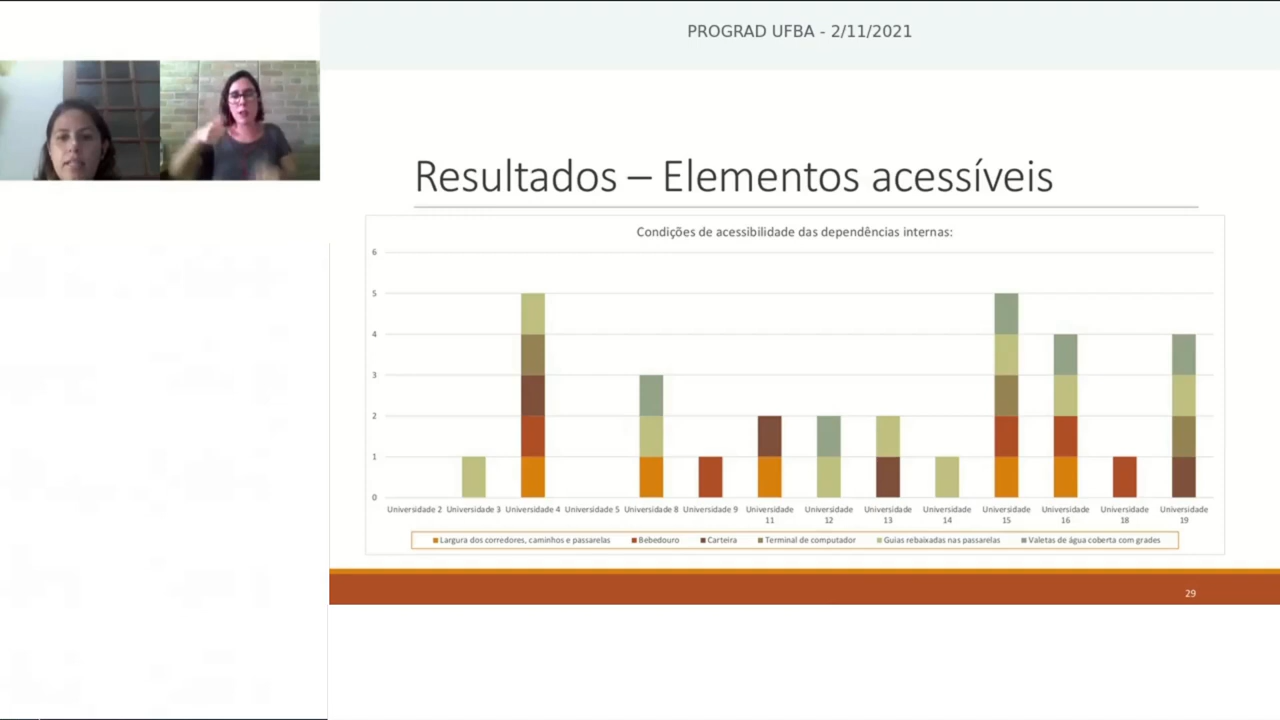 PROGRAD UFBA - 2/11/2021
Resultados – Elementos acessíveis
Condições de acessibilidade das dependências internas:
6
5
4
3
2
1
0
Universidade 2 Universidade 3 Universidade 4 Universidade 5 Universidade 8 Universidade 9 Universidade 11 Universidade 12 Universidade 13 Universidade 14 Universidade 15 Universidade 16 Universidade 18 Universidade 19
Largura dos corredores, caminhos e passarelas Bebedouro Carteira Terminal de computador Guias rebaixadas nas passarelas Valetas de água coberta com grades
29